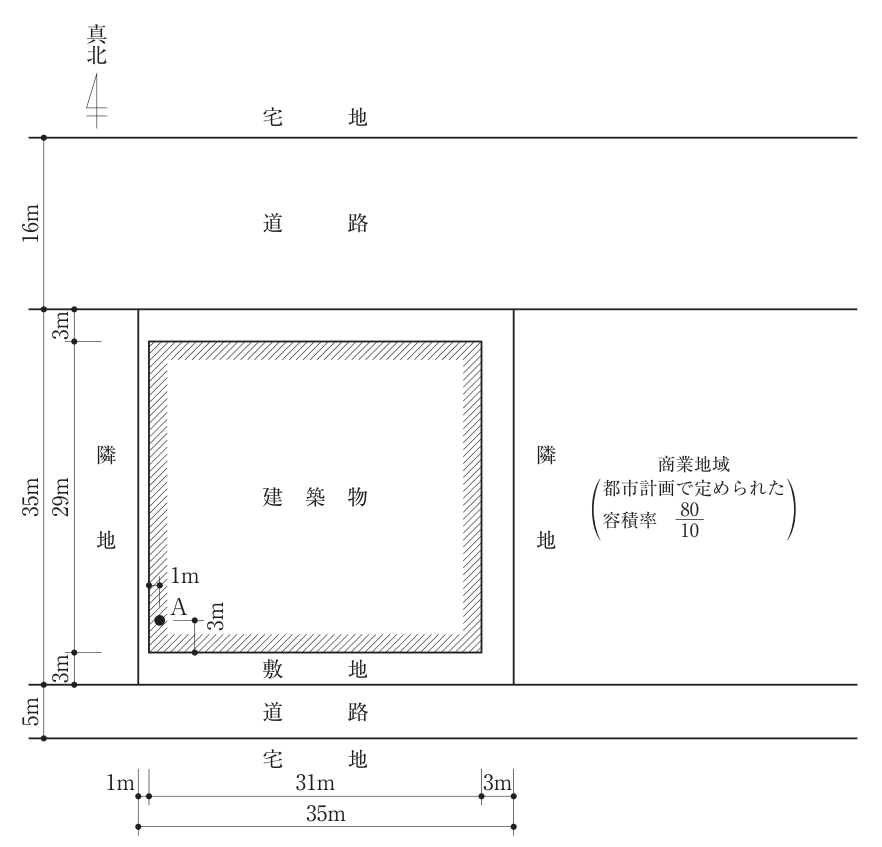 真北
宅地
16m
道路
3m
35m
29m
隣地
建築物
隣地
商業地域
都市計画で定められた
容積率 80/10
1m
A
3m
3m
敷地
5m
道路
宅地
1m
31m
3m
35m